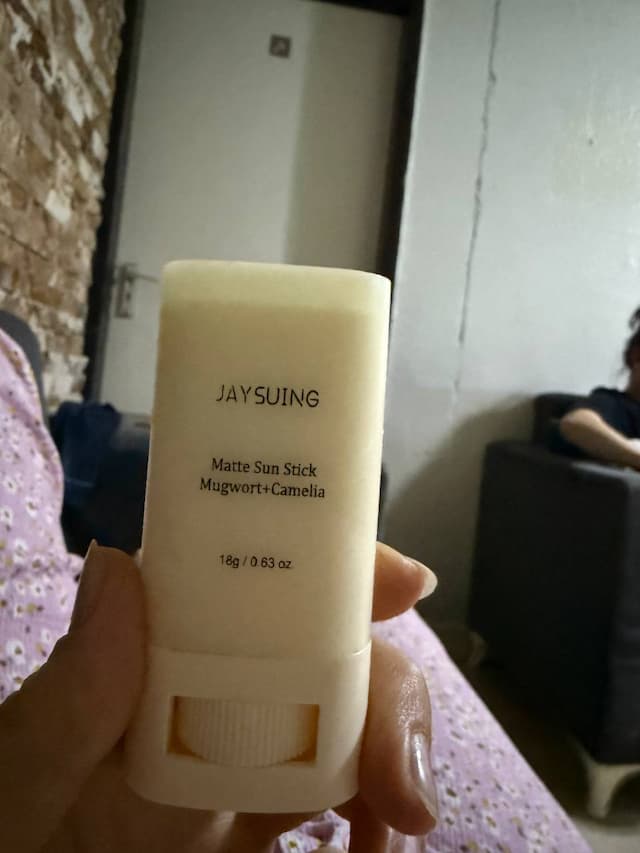 JAYSUING
Matte Sun Stick
Mugwort+Camelia
18g / 0.63 oz